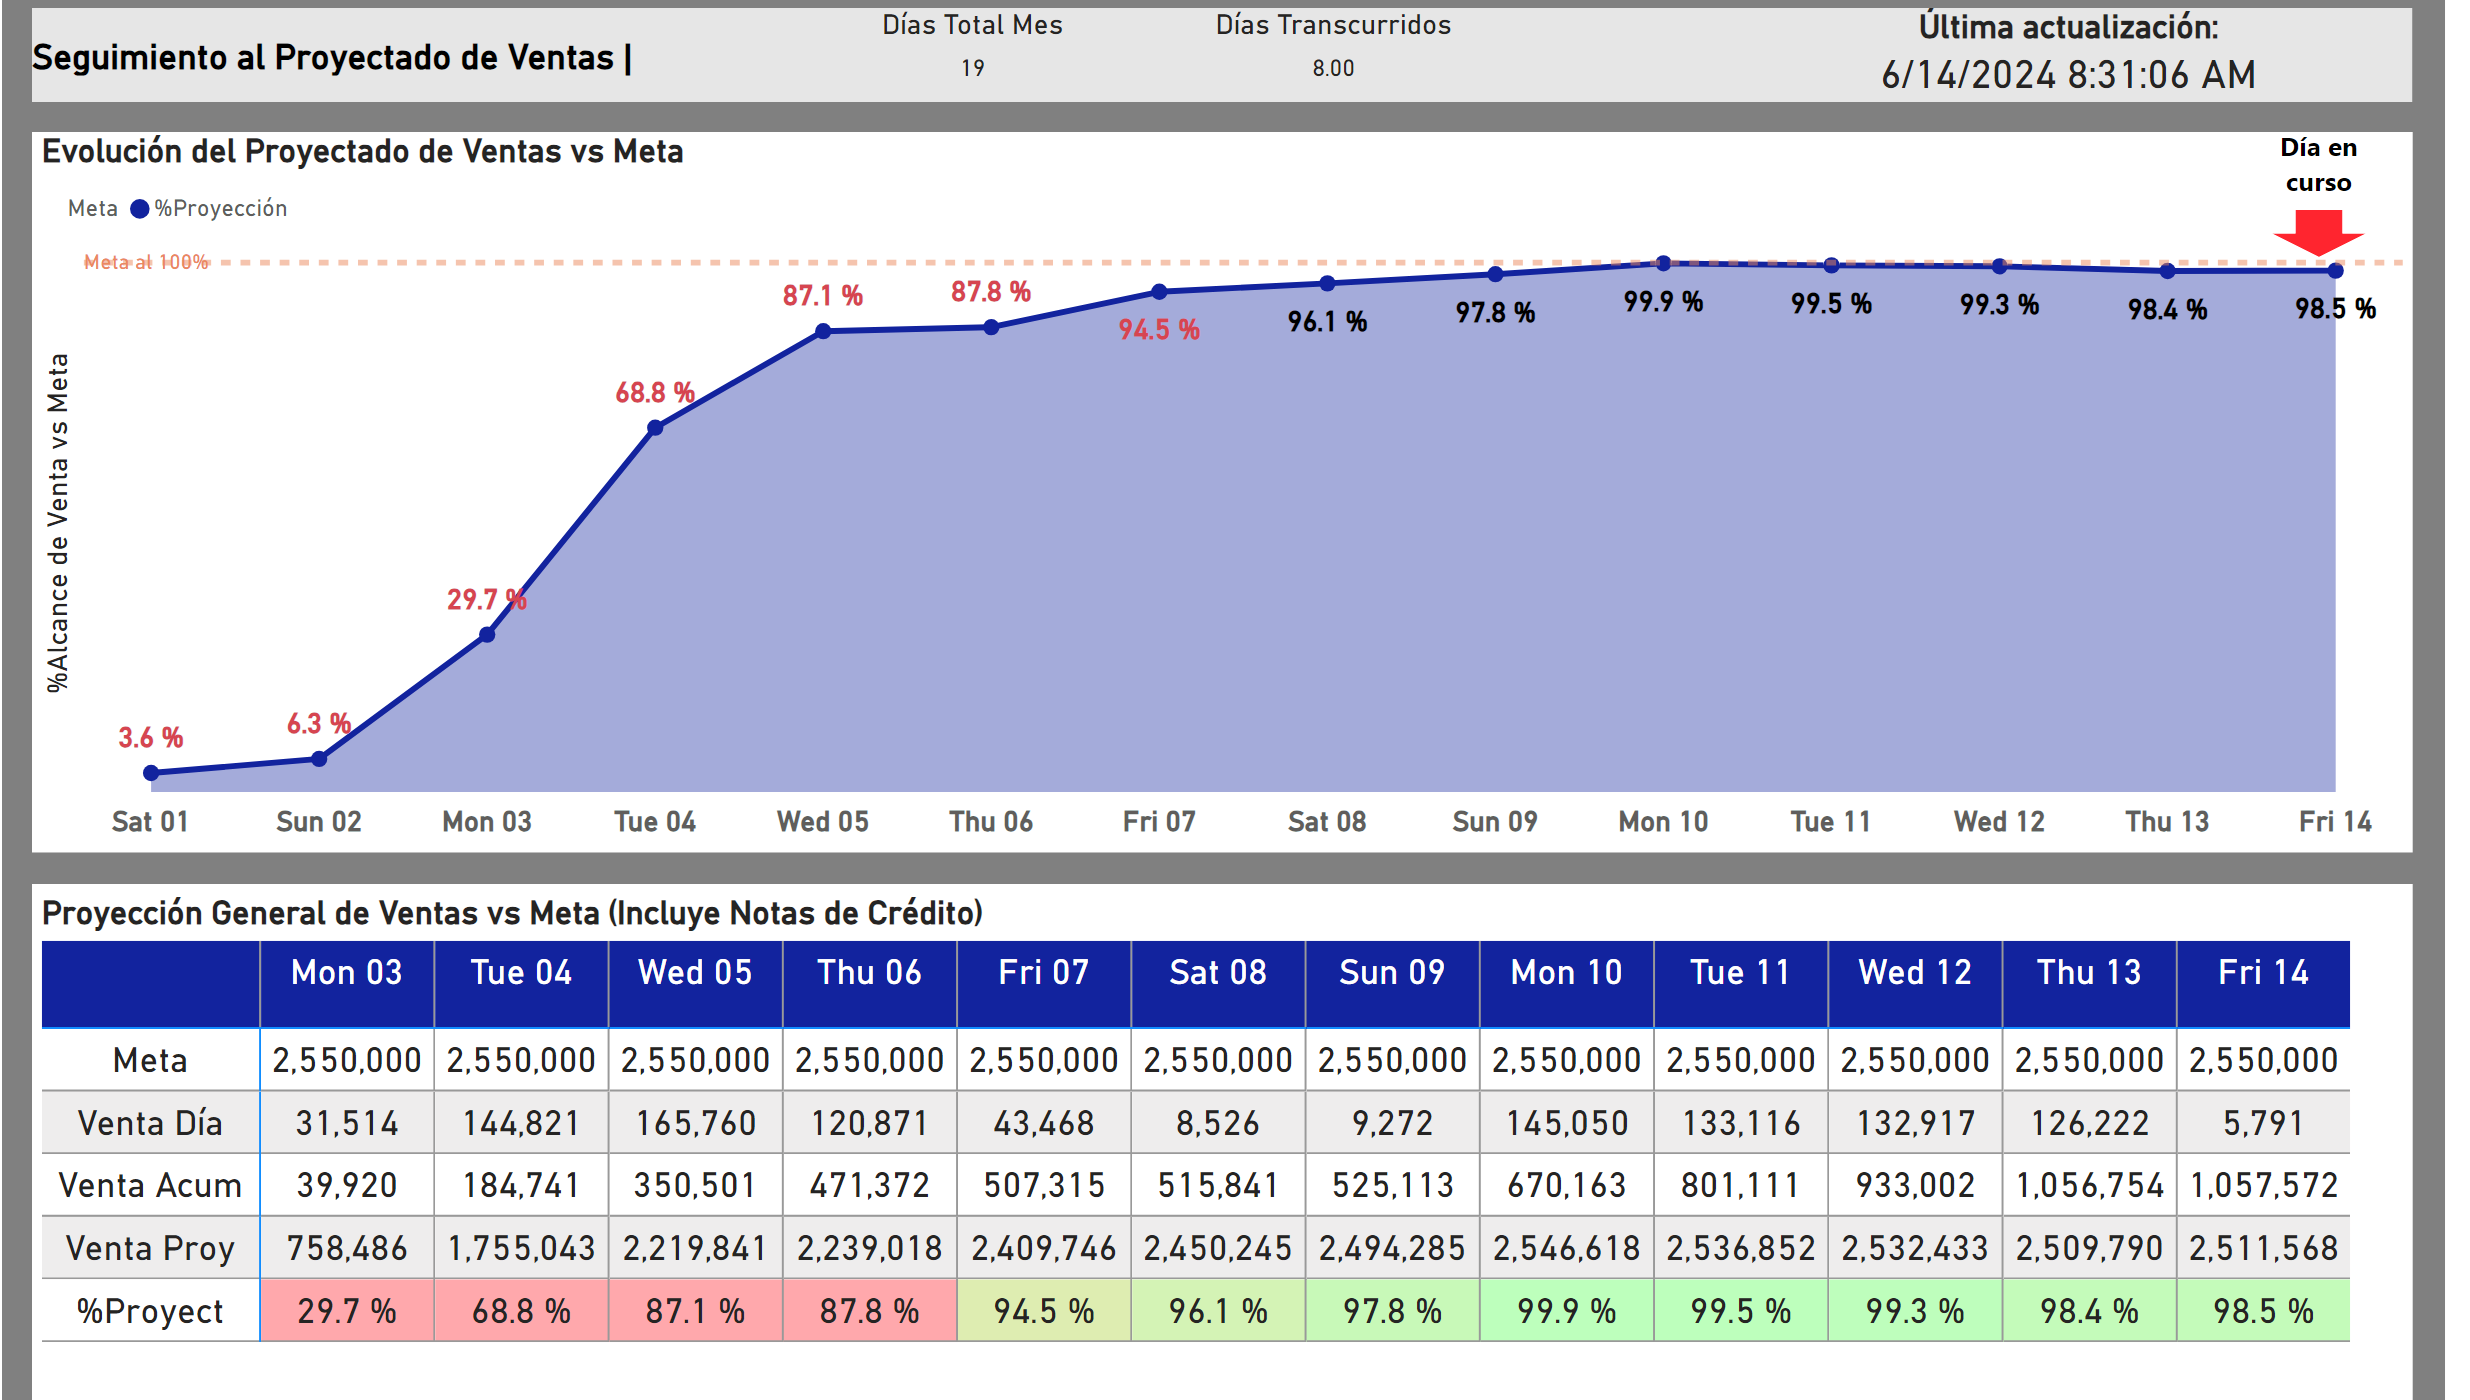 Seguimiento al Proyectado de Ventas |
Días Total Mes
19
Días Transcurridos
8.00
Última actualización:
6/14/2024 8:31:06 AM
Evolución del Proyectado de Ventas vs Meta
Día en
curso
Meta %Proyección
Meta al 100%
%Alcance de Venta vs Meta
3.6 % 6.3 % 29.7 % 68.8 % 87.1 % 87.8 % 94.5 % 96.1 % 97.8 % 99.9 % 99.5 % 99.3 % 98.4 % 98.5 %
Sat 01 Sun 02 Mon 03 Tue 04 Wed 05 Thu 06 Fri 07 Sat 08 Sun 09 Mon 10 Tue 11 Wed 12 Thu 13 Fri 14
Proyección General de Ventas vs Meta (Incluye Notas de Crédito)
Mon 03 Tue 04 Wed 05 Thu 06 Fri 07 Sat 08 Sun 09 Mon 10 Tue 11 Wed 12 Thu 13 Fri 14
Meta 2,550,000 2,550,000 2,550,000 2,550,000 2,550,000 2,550,000 2,550,000 2,550,000 2,550,000 2,550,000 2,550,000 2,550,000
Venta Día 31,514 144,821 165,760 120,871 43,468 8,526 9,272 145,050 133,116 132,917 126,222 5,791
Venta Acum 39,920 184,741 350,501 471,372 507,315 515,841 525,113 670,163 801,111 933,002 1,056,754 1,057,572
Venta Proy 758,486 1,755,043 2,219,841 2,239,018 2,409,746 2,450,245 2,494,285 2,546,618 2,536,852 2,532,433 2,509,790 2,511,568
%Proyect 29.7 % 68.8 % 87.1 % 87.8 % 94.5 % 96.1 % 97.8 % 99.9 % 99.5 % 99.3 % 98.4 % 98.5 %